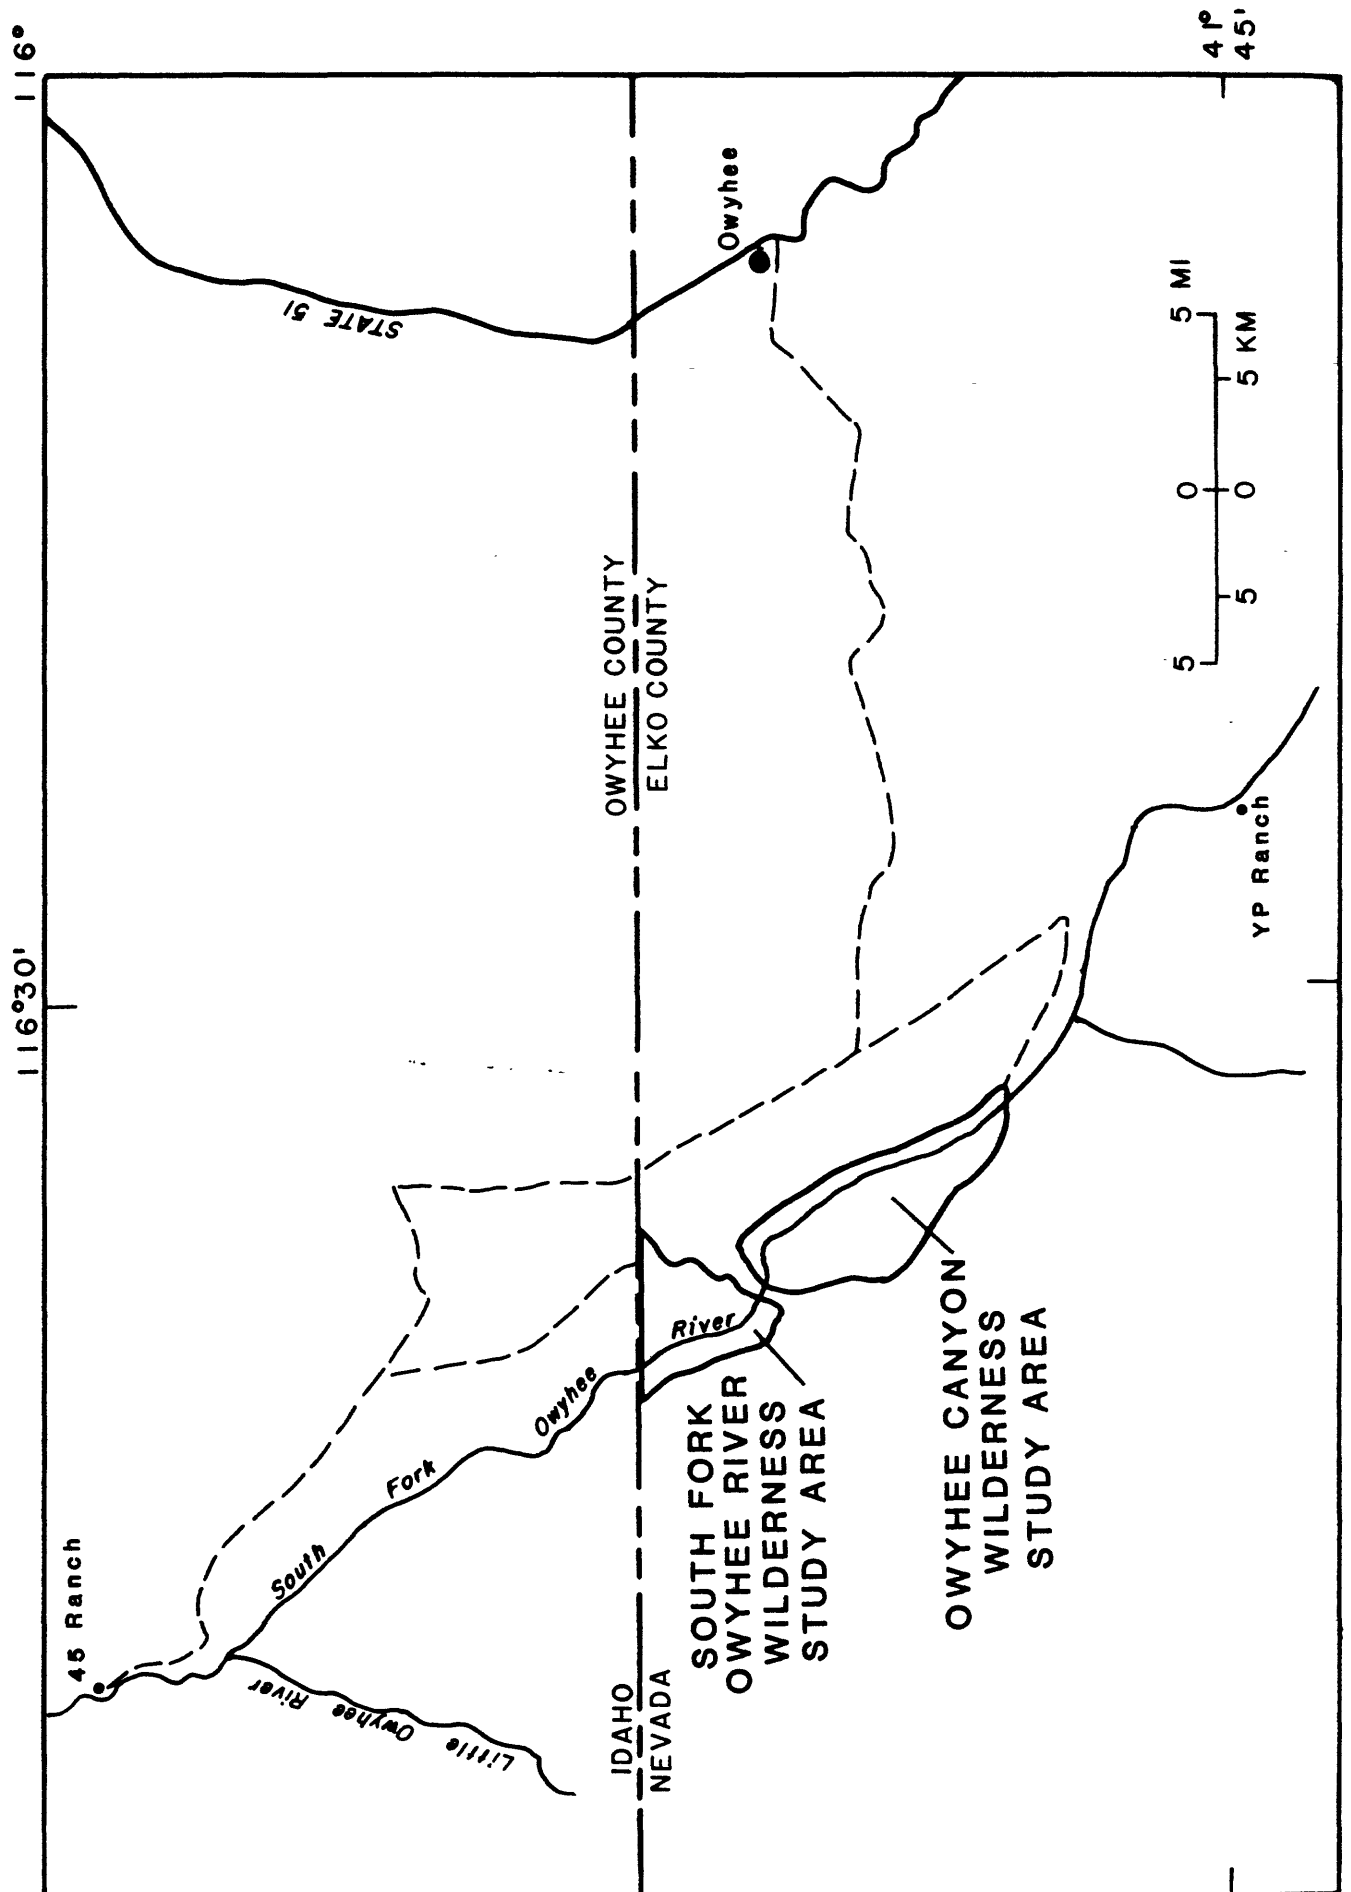 116°30'
116°
45 Ranch
STATE 51
South Fork Owyhee River
Little Owyhee River
OWYHEE COUNTY
ELKO COUNTY
IDAHO
NEVADA
Owyhee
SOUTH FORK
OWYHEE RIVER
WILDERNESS
STUDY AREA
OWYHEE CANYON
WILDERNESS
STUDY AREA
YP Ranch
5 0 5 MI
5 0 5 KM
41°
45'